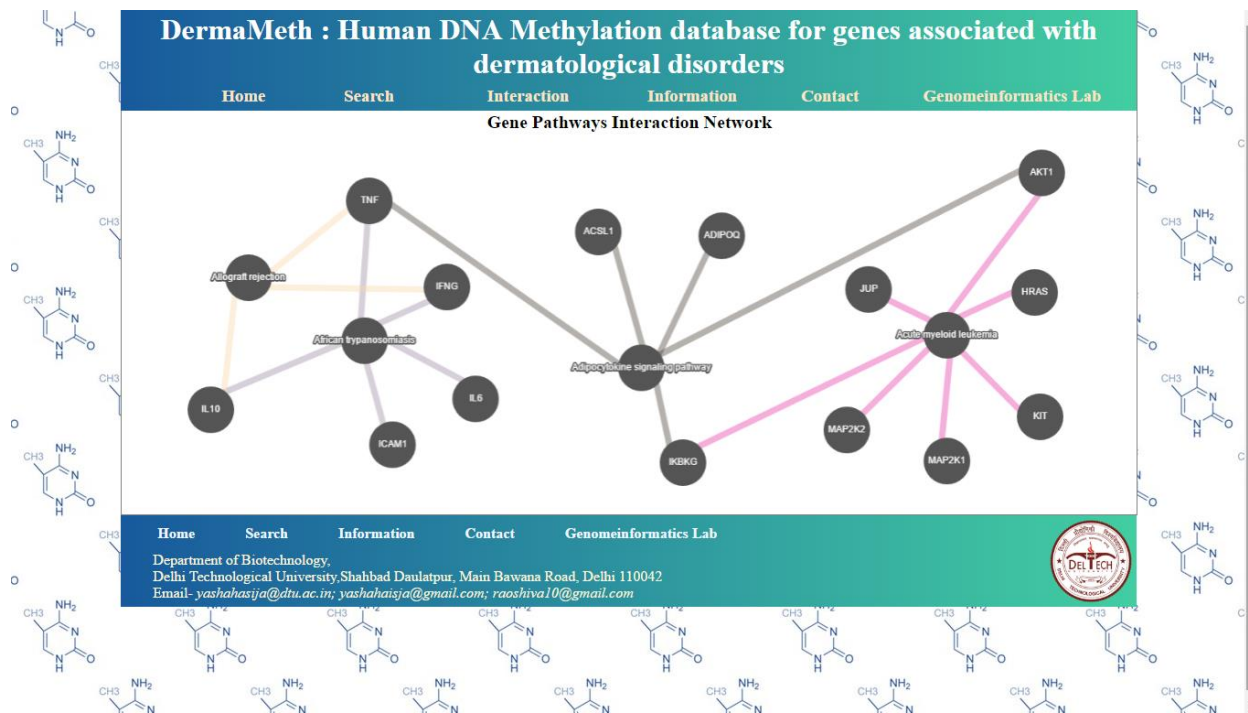 DermaMeth : Human DNA Methylation database for genes associated with
dermatological disorders
Home Search Interaction Information Contact Genomeinformatics Lab
Gene Pathways Interaction Network
TNF
AKT1
ACSL1
ADIPOQ
Allograft rejection
IFNG
JUP
HRAS
African trypanosomiasis
Acute myeloid leukemia
Adipocytokine signaling pathway
IL10
IL6
KIT
ICAM1
MAP2K2
IKBKG
MAP2K1
Home Search Information Contact Genomeinformatics Lab
Department of Biotechnology,
Delhi Technological University,Shahbad Daulatpur, Main Bawana Road, Delhi 110042
Email- yashahasija@dtu.ac.in; yashahaisja@gmail.com; raoshiva10@gmail.com
DELTECH
CH3 NH2
N
N
H
O